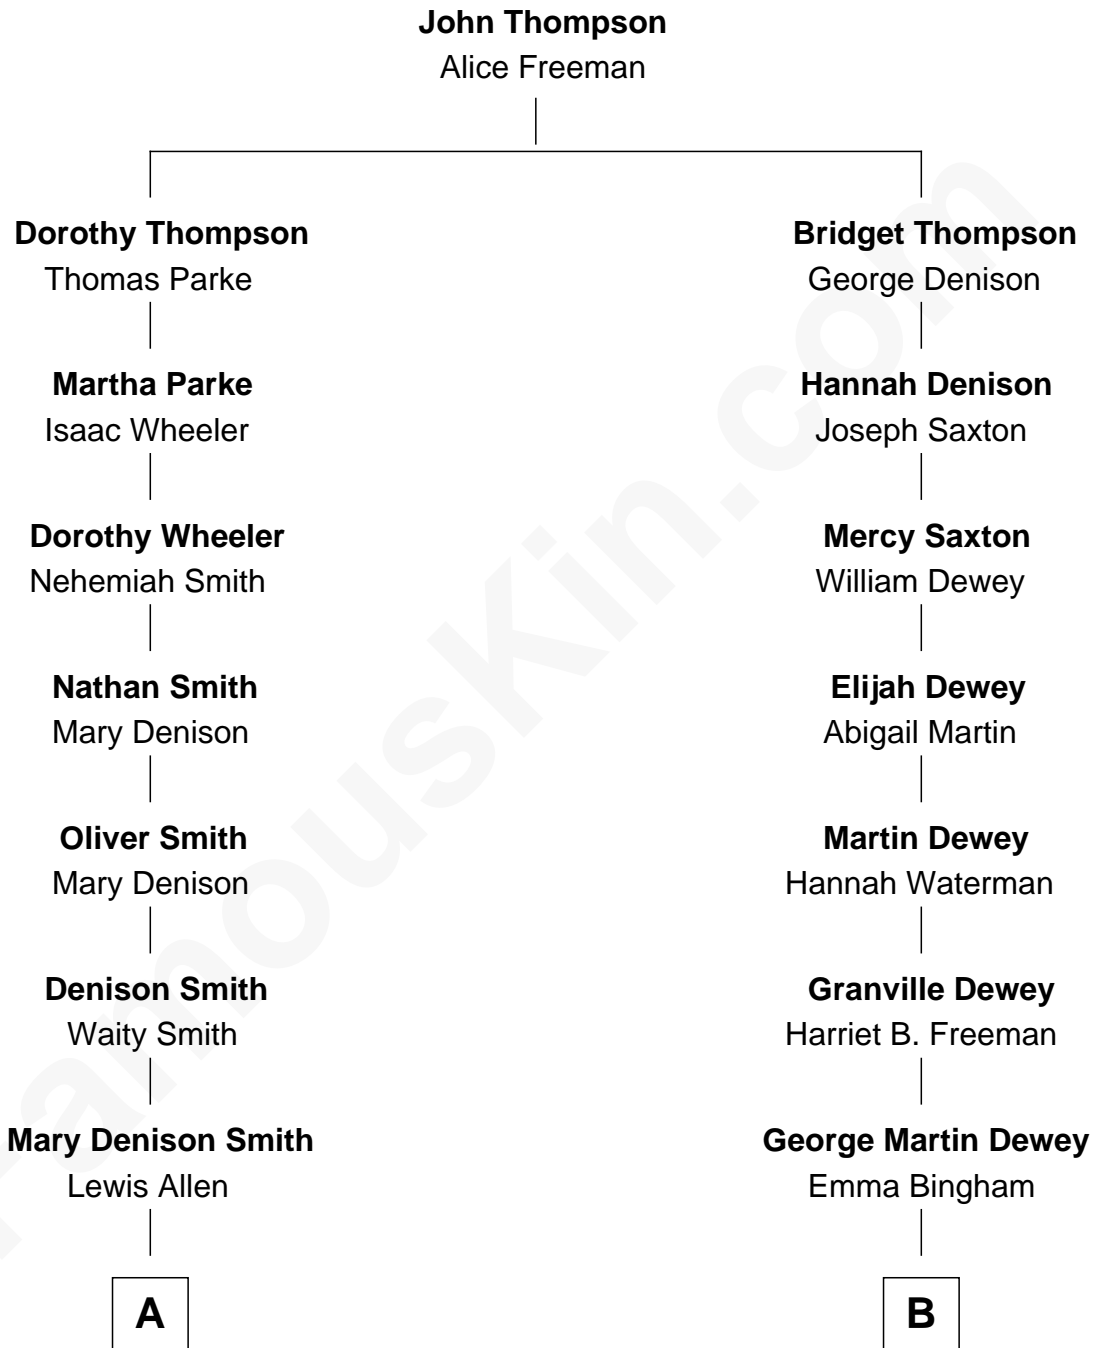 John Thompson
Alice Freeman
Dorothy Thompson
Thomas Parke
Bridget Thompson
George Denison
Martha Parke
Isaac Wheeler
Hannah Denison
Joseph Saxton
Dorothy Wheeler
Nehemiah Smith
Mercy Saxton
William Dewey
Nathan Smith
Mary Denison
Elijah Dewey
Abigail Martin
Oliver Smith
Mary Denison
Martin Dewey
Hannah Waterman
Denison Smith
Waity Smith
Granville Dewey
Harriet B. Freeman
Mary Denison Smith
Lewis Allen
George Martin Dewey
Emma Bingham
A
B
FamousKin.com